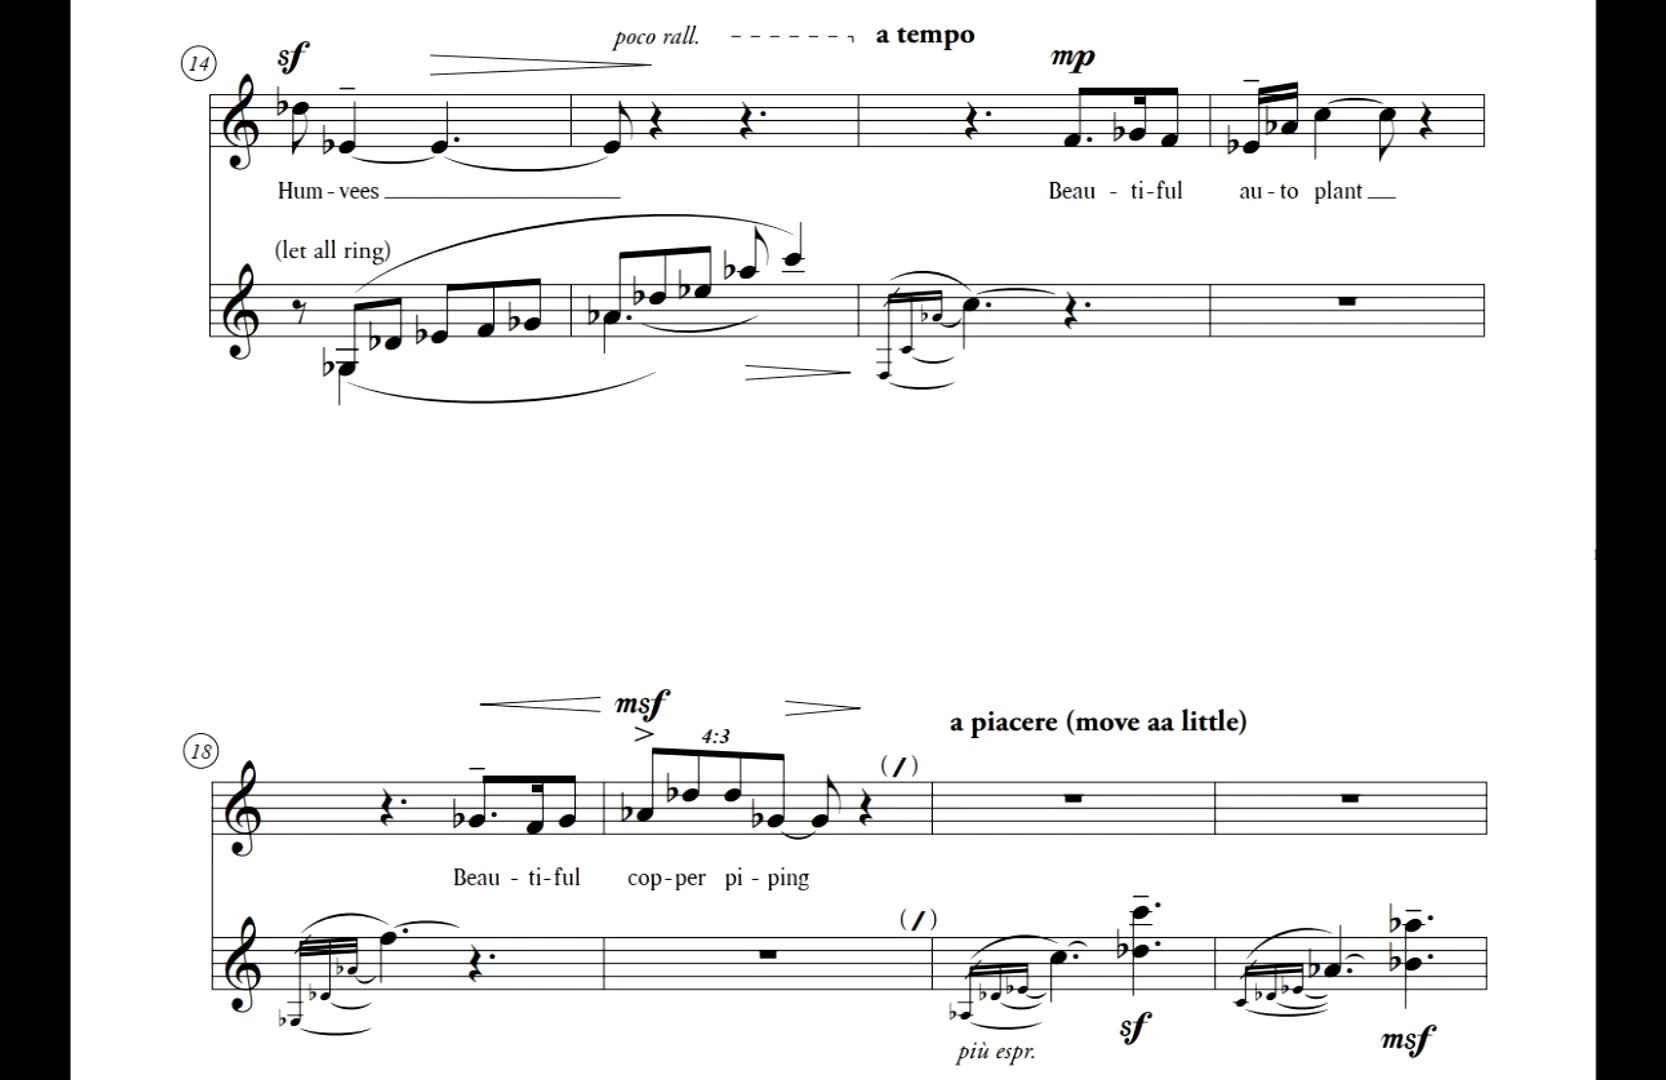 poco rall. a tempo
14 sf mp
Hum - vees Beau - ti - ful au - to plant
(let all ring)
msf
a piacere (move aa little)
4:3
18
Beau - ti - ful cop - per pi - ping
sf
msf
più espr.